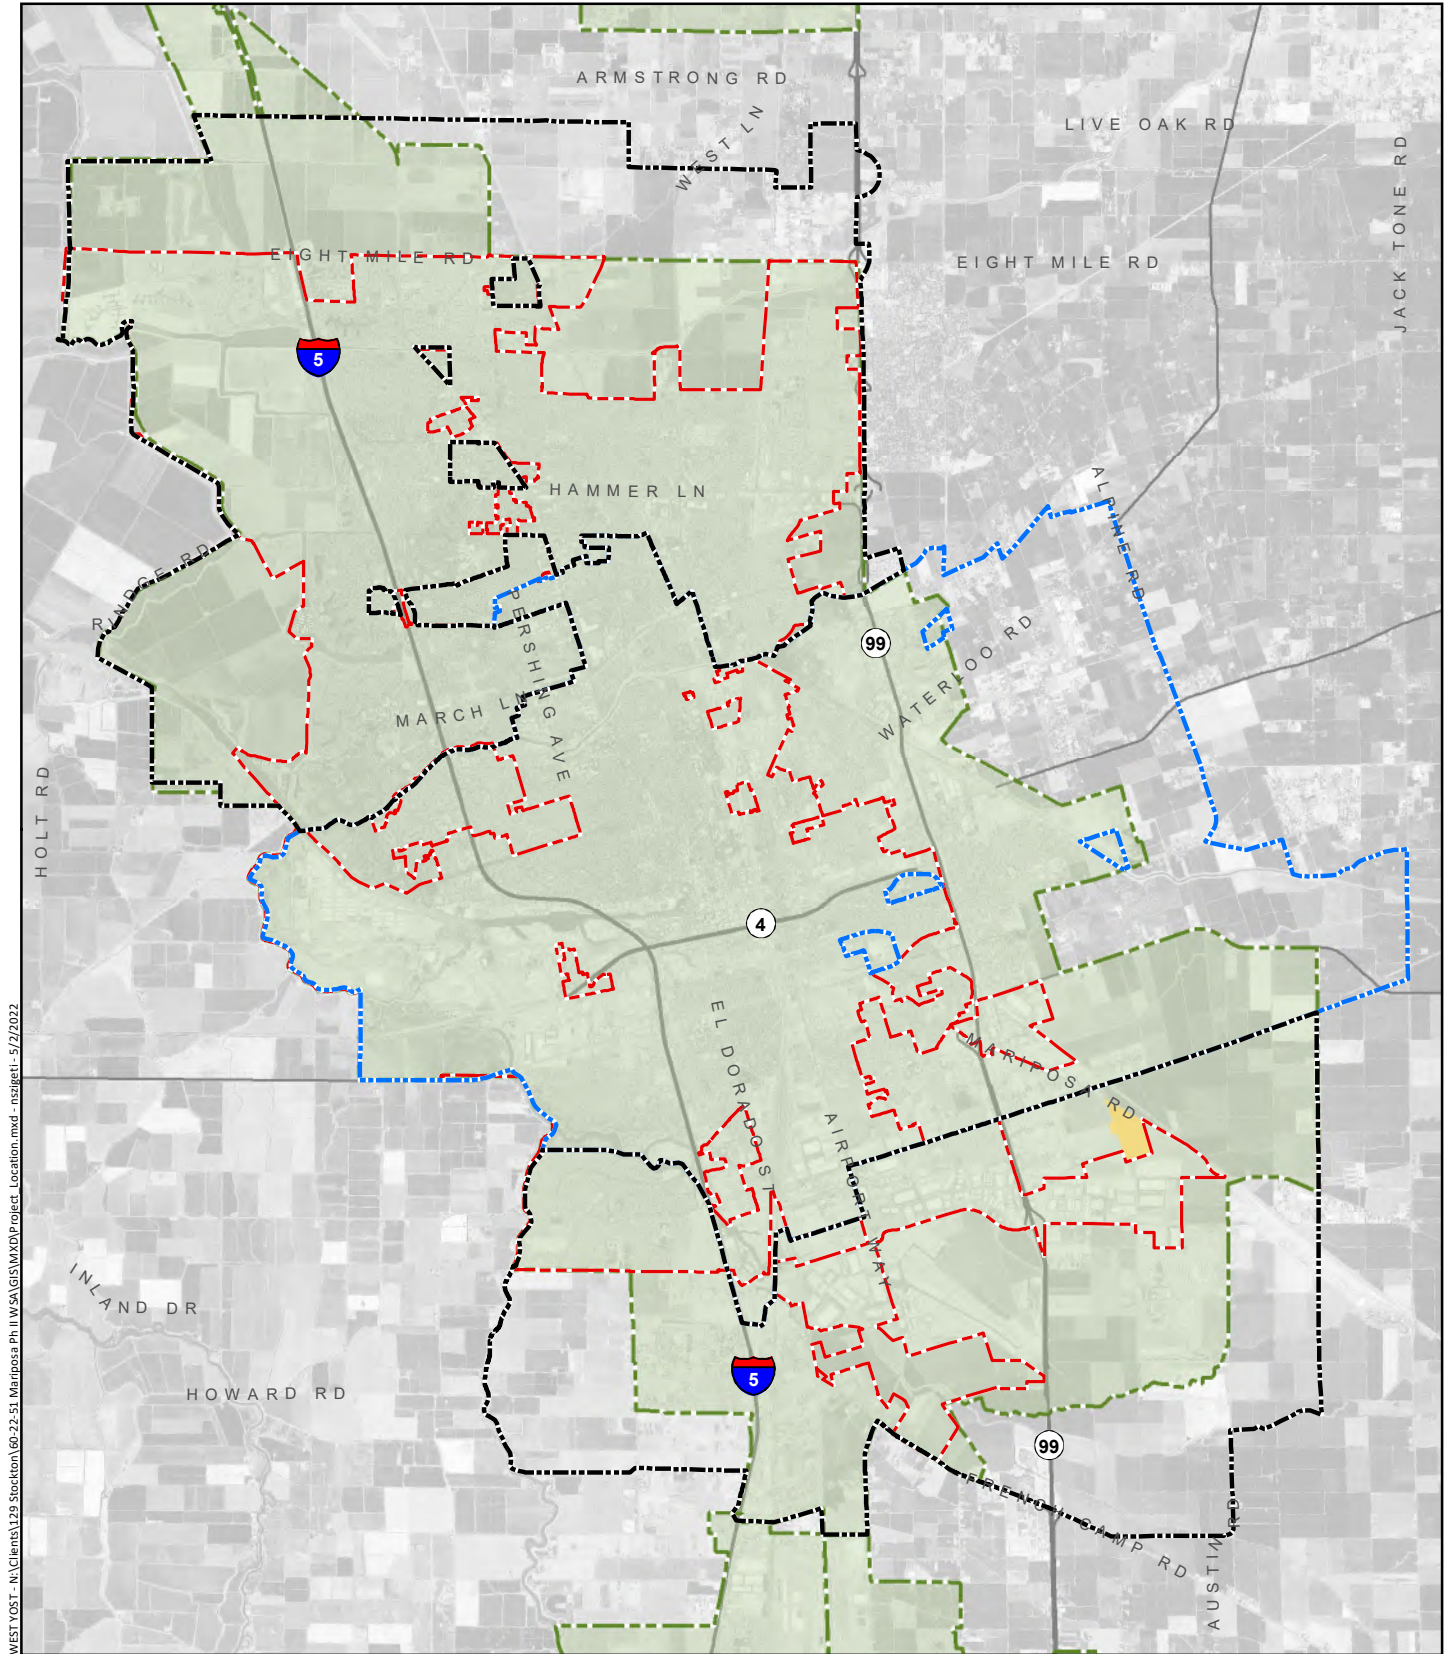 ARMSTRONG RD
WEST LN
LIVE OAK RD
JACK TONE RD
EIGHT MILE RD
EIGHT MILE RD
5
HAMMER LN
ALPINE RD
RINDGE RD
PERSHING AVE
99
WATERLOO RD
MARCH LN
HOLT RD
4
EL DORADO ST
MARIPOSA RD
AIRPORT WAY
INLAND DR
HOWARD RD
5
99
FRENCH CAMP RD
AUSTIN RD
WEST YOST - N:\Clients\129 Stockton\60-22-51 Mariposa Ph II WSA\GIS\MXD\Project_Location.mxd - nszigeti - 5/2/2022